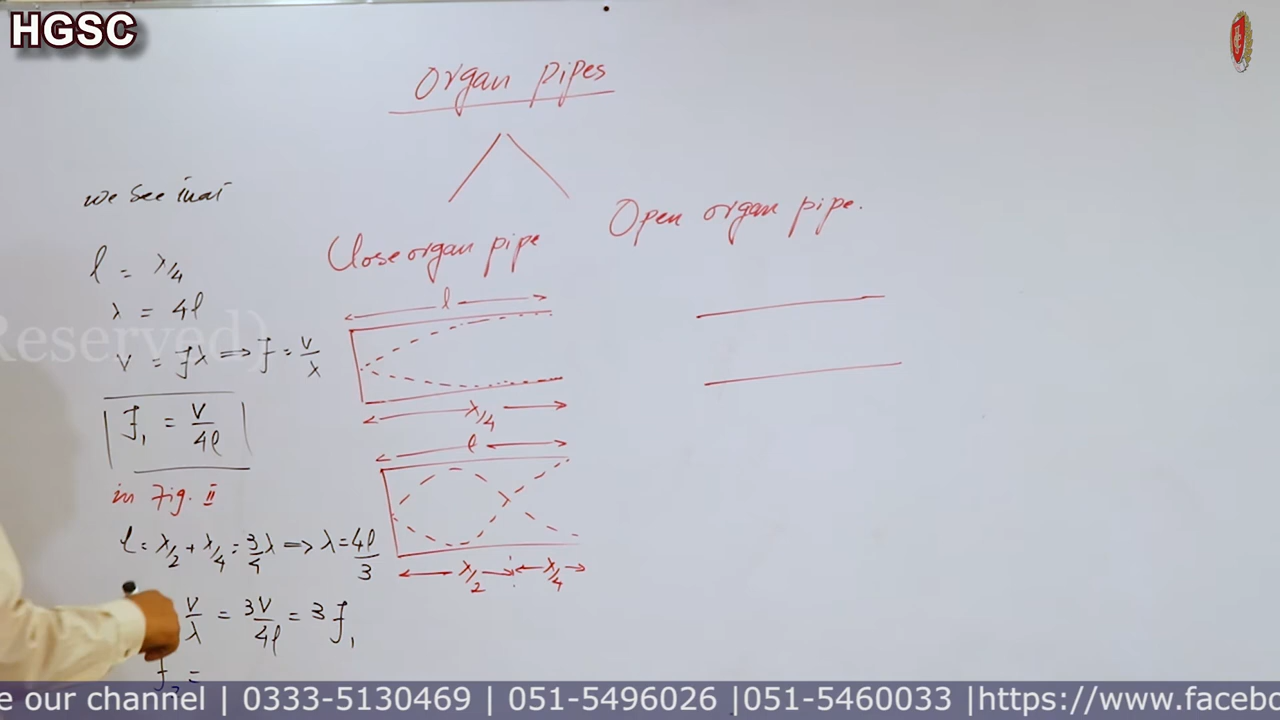 HGSC
Organ pipes
we see that
Close organ pipe
Open organ pipe.
l = λ/4
λ = 4l
v = fλ ⟹ f = v/λ
f₁ = v/4l
l
λ/4
in Fig. II
l = λ/2 + λ/4 = 3/4 λ ⟹ λ = 4l/3
l
λ/2 λ/4
v/λ = 3v/4l = 3 f₁
Reserved)
e our channel | 0333-5130469 | 051-5496026 |051-5460033 |https://www.facebo